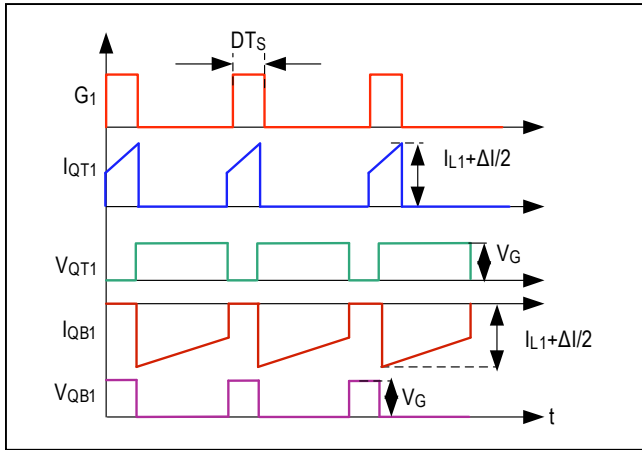 DTS
G1
IQT1
IL1+ΔI/2
VQT1
VG
IQB1
IL1+ΔI/2
VQB1
VG
t